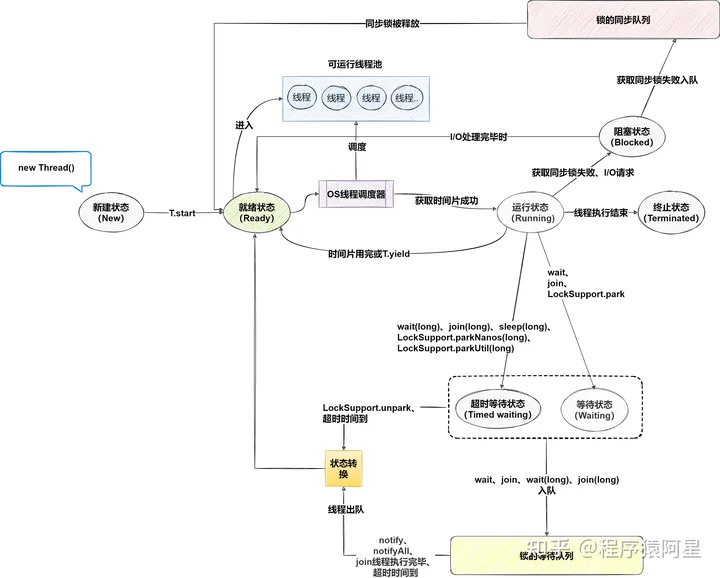 同步锁被释放
锁的同步队列
可运行线程池
线程
线程
线程
线程..
获取同步锁失败入队
进入
调度
I/O处理完毕时
阻塞状态
(Blocked)
new Thread()
获取同步锁失败、I/O请求
OS线程调度器
新建状态
(New)
T.start
就绪状态
(Ready)
获取时间片成功
运行状态
(Running)
线程执行结束
终止状态
(Terminated)
时间片用完或T.yield
wait、
join、
LockSupport.park
wait(long)、join(long)、sleep(long)、
LockSupport.parkNanos(long)、
LockSupport.parkUtil(long)
超时等待状态
(Timed waiting)
等待状态
(Waiting)
LockSupport.unpark、
超时时间到
状态转
换
wait、join、wait(long)、join(long)
入队
线程出队
notify、
notifyAll、
join线程执行完毕、
超时时间到
锁的等待队列
知乎 @程序猿阿星